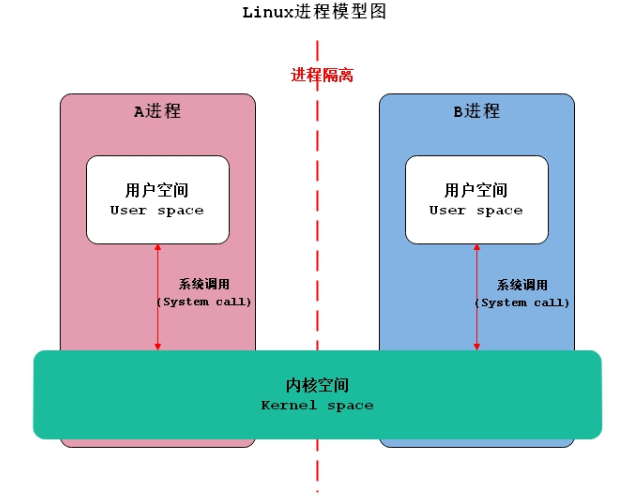 Linux进程模型图
进程隔离
A进程
用户空间
User space
系统调用
(System call)
B进程
用户空间
User space
系统调用
(System call)
内核空间
Kernel space